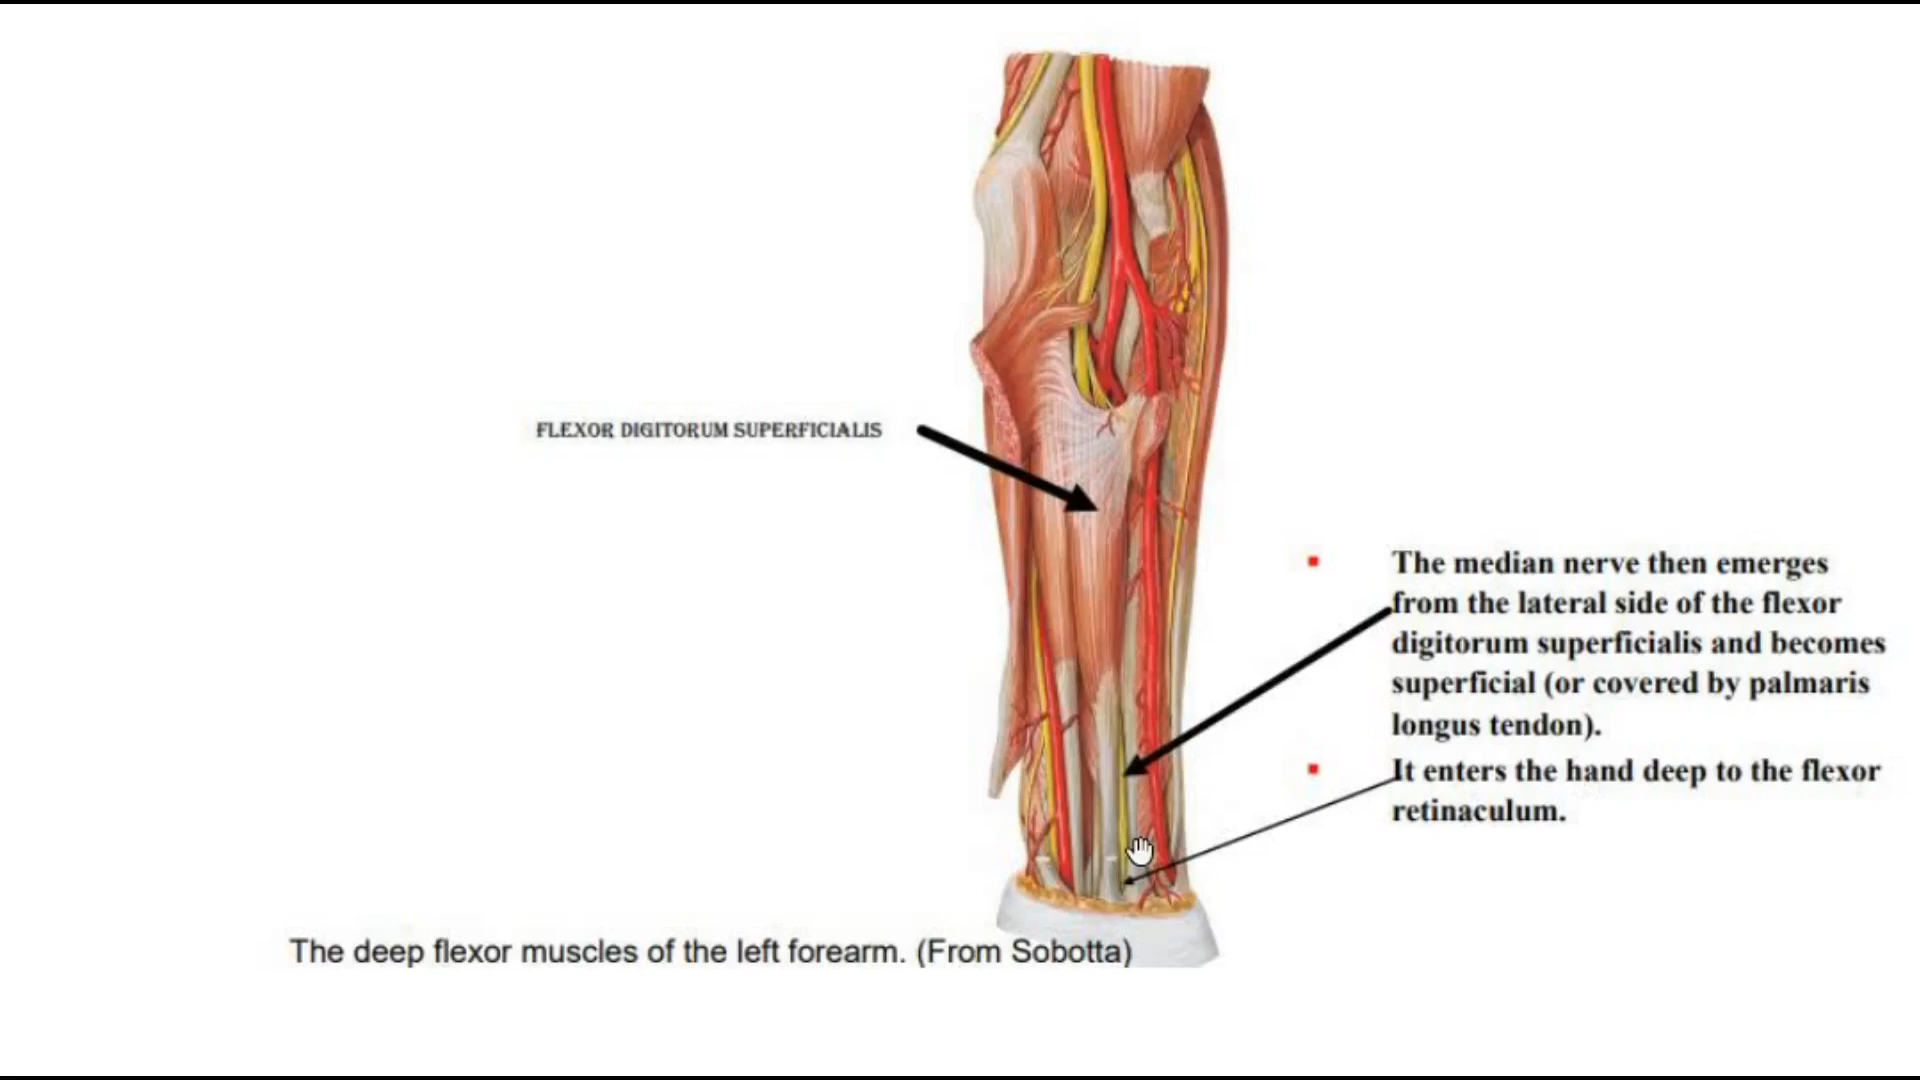 FLEXOR DIGITORUM SUPERFICIALIS
▪ The median nerve then emerges
from the lateral side of the flexor
digitorum superficialis and becomes
superficial (or covered by palmaris
longus tendon).
▪ It enters the hand deep to the flexor
retinaculum.
The deep flexor muscles of the left forearm. (From Sobotta)